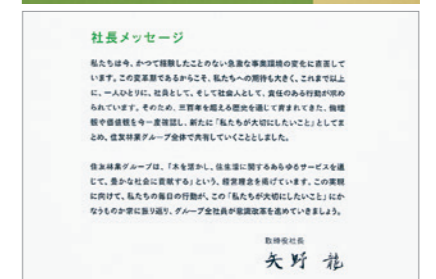 社長メッセージ
私たちは今、かつて経験したことのない急激な事業環境の変化に直面して
います。この変革期であるからこそ、私たちへの期待も大きく、これまで以上
に、一人ひとりに、社員として、そして社会人として、責任のある行動が求め
られています。そのため、三百年を超える歴史を通じて育まれてきた、倫理
観や価値観を今一度確認し、新たに「私たちが大切にしたいこと」としてま
とめ、住友林業グループ全体で共有していくこととしました。
住友林業グループは、「木を活かし、住生活に関するあらゆるサービスを通
じて、豊かな社会に貢献する」という、経営理念を掲げています。この実現
に向けて、私たちの毎日の行動が、この「私たちが大切にしたいこと」にか
なうものか常に振り返り、グループ全社員が意識改革を進めていきましょう。
取締役社長
矢野 龍